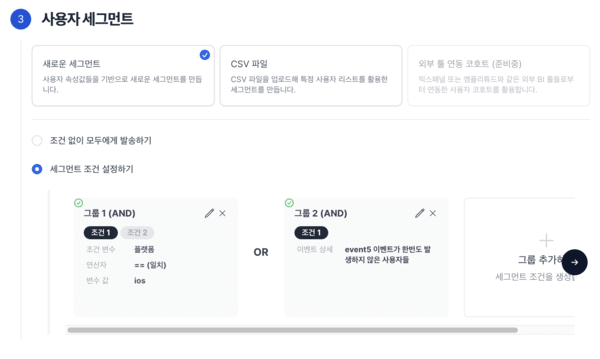 3 사용자 세그먼트
새로운 세그먼트
사용자 속성값들을 기반으로 새로운 세그먼트를 만듭
니다.
CSV 파일
CSV 파일을 업로드해 특정 사용자 리스트를 활용한
세그먼트를 만듭니다.
외부 툴 연동 코호트 (준비중)
믹스패널 또는 앰플리튜드와 같은 외부 BI 툴들로부
터 연동한 사용자 코호트를 활용합니다.
조건 없이 모두에게 발송하기
세그먼트 조건 설정하기
그룹 1 (AND)
조건 1 조건 2
조건 변수 플랫폼
연산자 == (일치)
변수 값 ios
OR
그룹 2 (AND)
조건 1
이벤트 상세 event5 이벤트가 한번도 발
생하지 않은 사용자들
그룹 추가하
세그먼트 조건을 생성